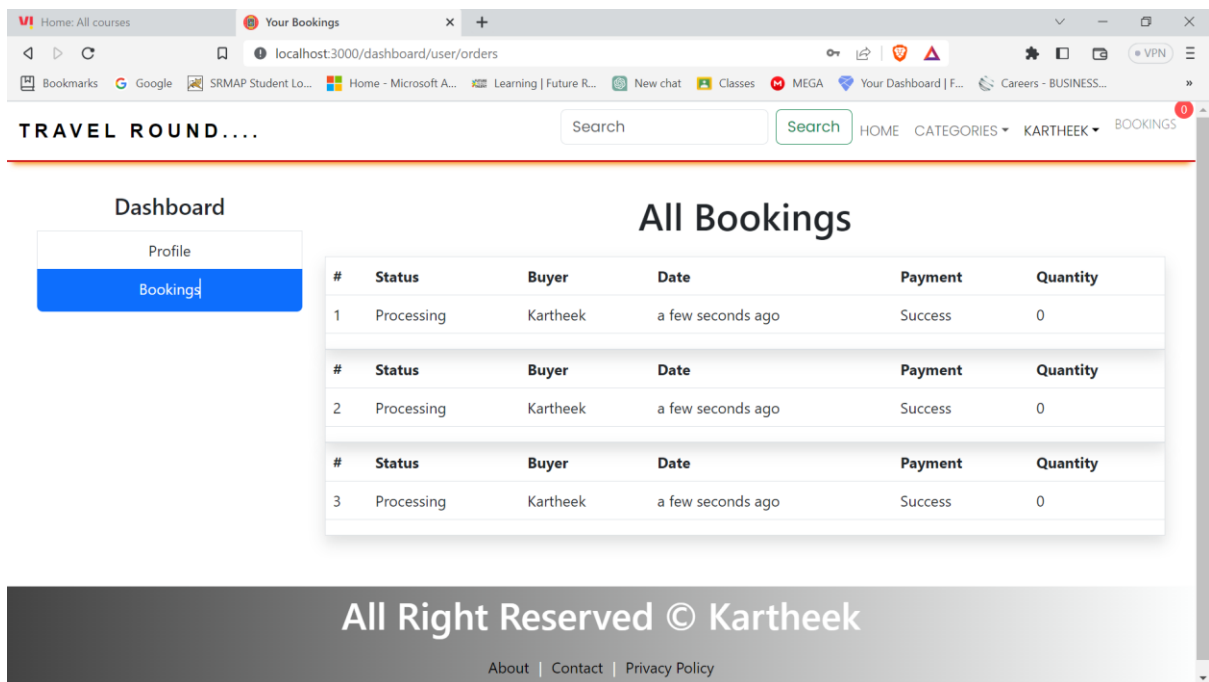 Home: All courses
Your Bookings
localhost:3000/dashboard/user/orders
VPN
Bookmarks Google SRMAP Student Lo... Home - Microsoft A... Learning | Future R... New chat Classes MEGA Your Dashboard | F... Careers - BUSINESS... »
TRAVEL ROUND.... Search Search HOME CATEGORIES KARTHEEK BOOKINGS 0
Dashboard
Profile
Bookings
All Bookings
# Status Buyer Date Payment Quantity
1 Processing Kartheek a few seconds ago Success 0
# Status Buyer Date Payment Quantity
2 Processing Kartheek a few seconds ago Success 0
# Status Buyer Date Payment Quantity
3 Processing Kartheek a few seconds ago Success 0
All Right Reserved © Kartheek
About | Contact | Privacy Policy